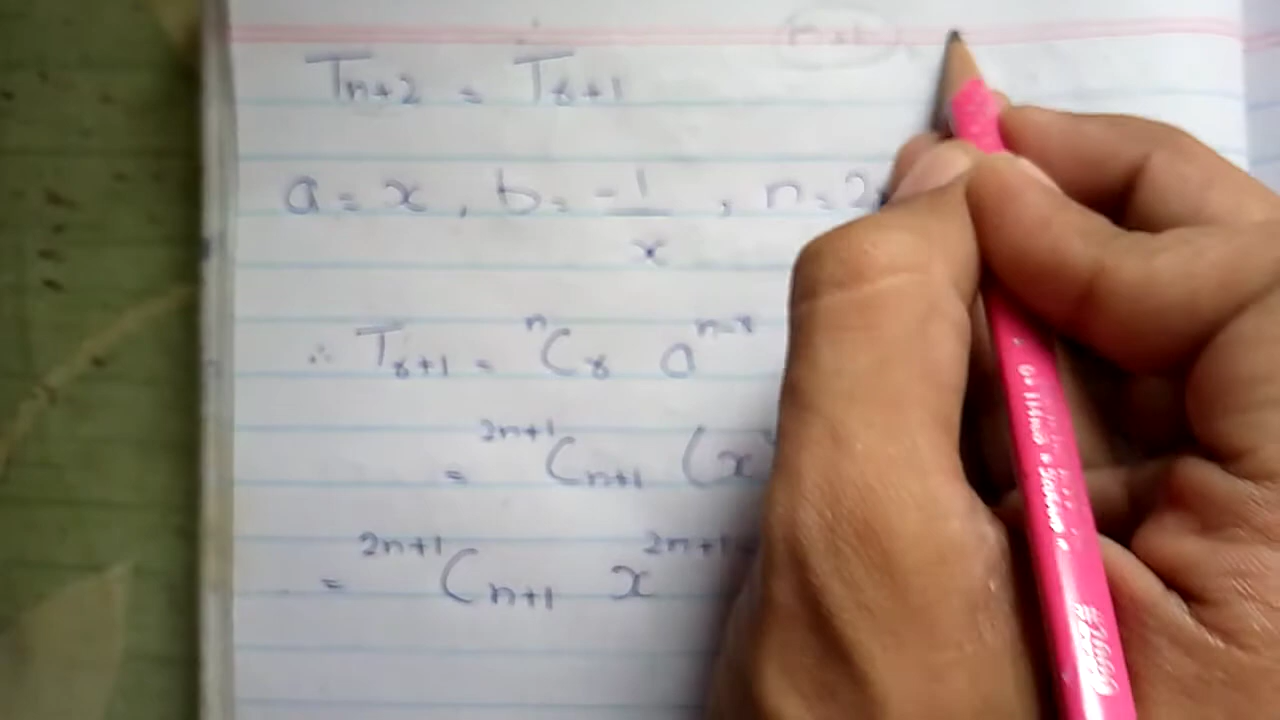 Tn+2 = Tr+1
a = x , b = -1/x , n = 2
∴ Tr+1 = nCr a^n-r
= 2n+1Cn+1 (x
= 2n+1Cn+1 x^2n+1-